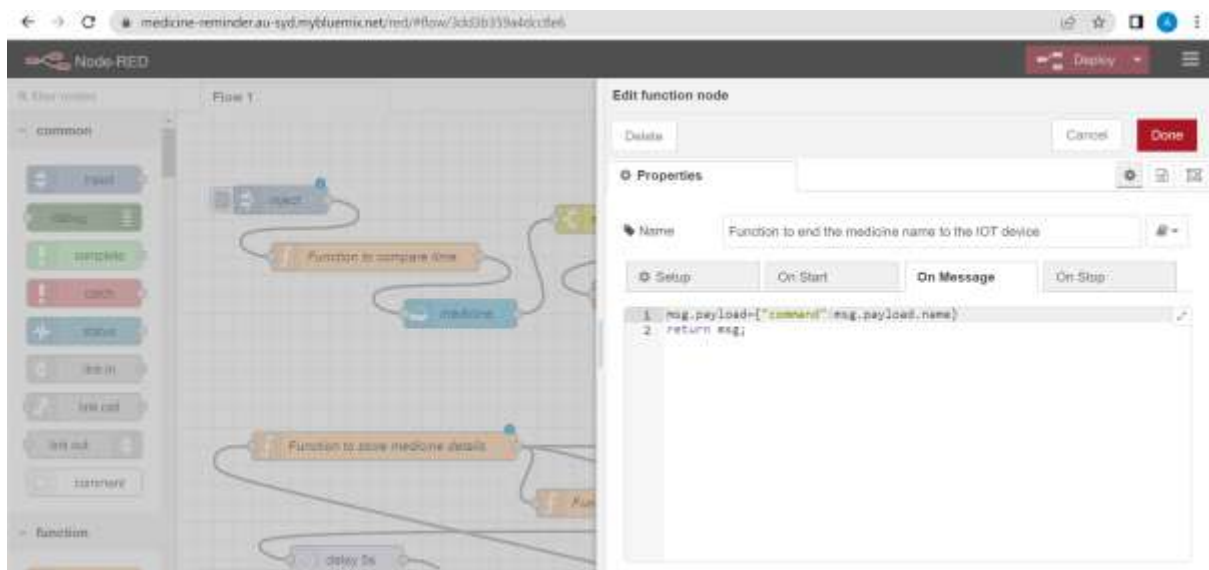 medicine-reminder.au-syd.mybluemix.net/red/#flow/
Node-RED
Deploy
filter nodes
Flow 1
Edit function node
common
Delete
Cancel
Done
inject
Properties
debug
inject
Name
Function to end the medicine name to the IOT device
complete
Function to compare time
Setup
On Start
On Message
On Stop
catch
medicine
1 msg.payload={"command":msg.payload.name}
2 return msg;
status
link in
link call
Function to store medicine details
link out
comment
function
delay 5s